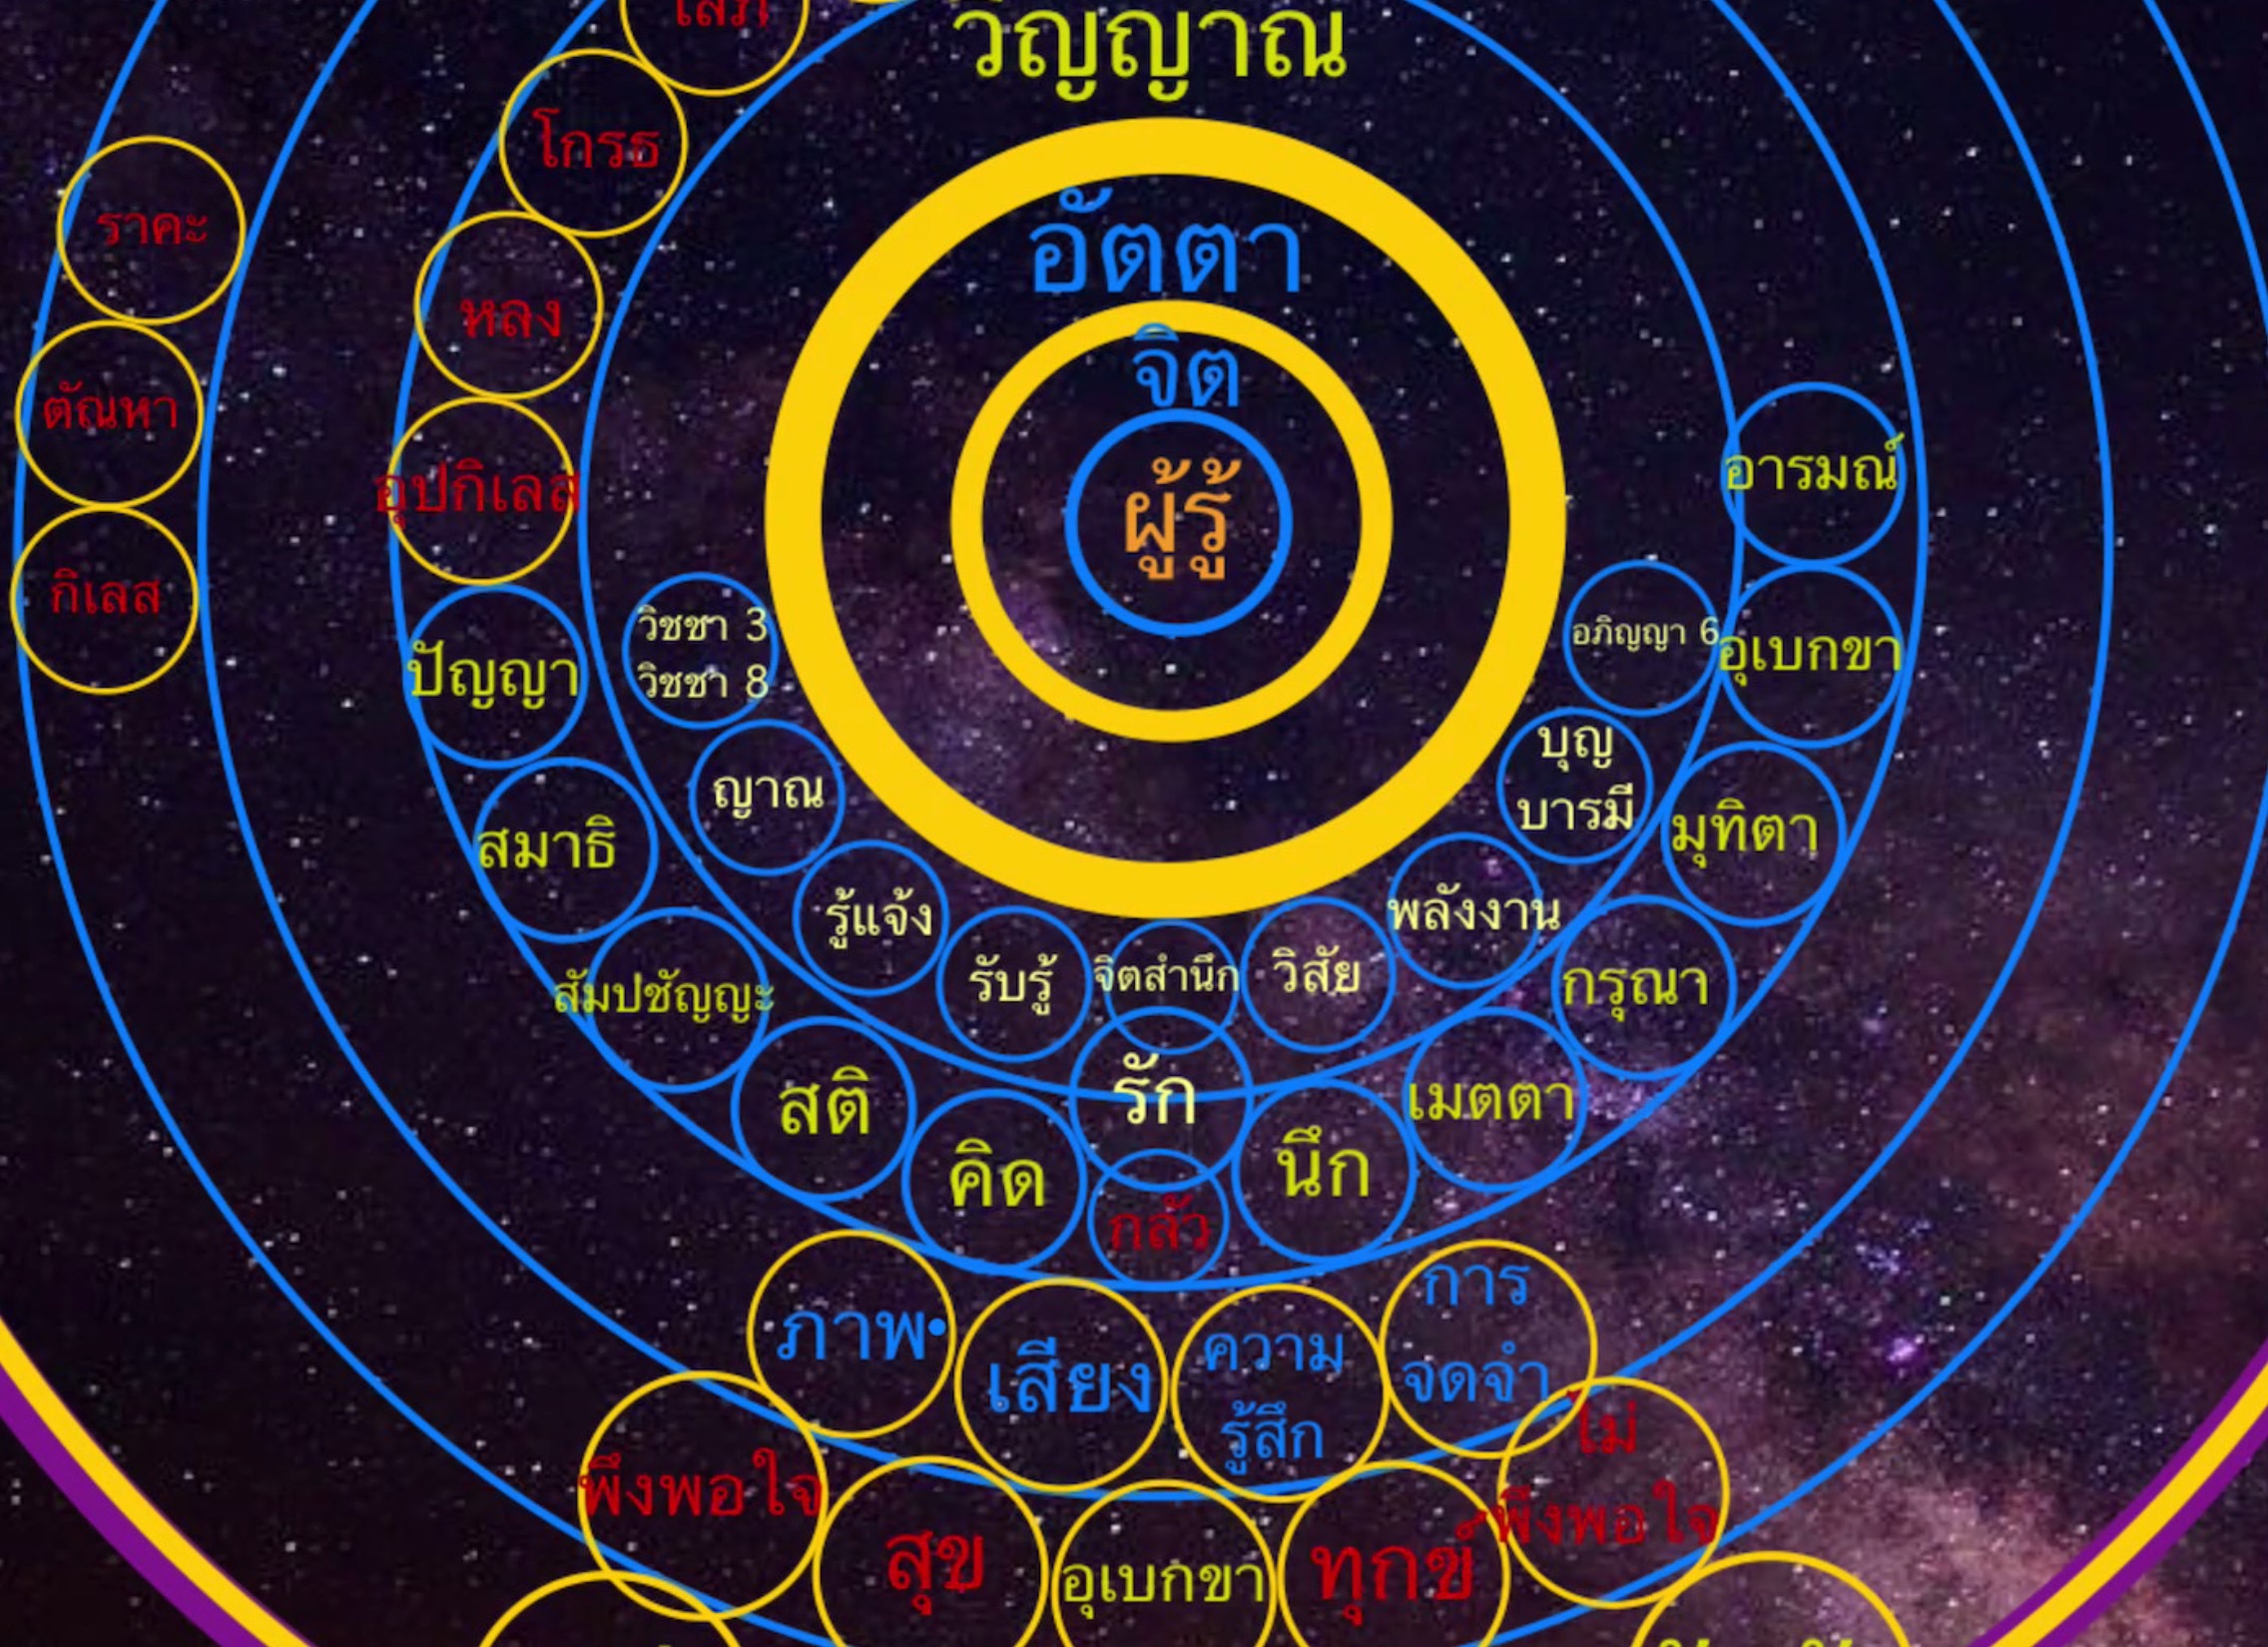 วิญญาณ
โกรธ
อัตตา
ราคะ
หลง
จิต
ตัณหา
อุปกิเลส
ผู้รู้
อารมณ์
กิเลส
วิชชา 3
วิชชา 8
อภิญญา 6
อุเบกขา
ปัญญา
บุญ
บารมี
ญาณ
มุทิตา
สมาธิ
รู้แจ้ง
พลังงาน
สัมปชัญญะ
รับรู้
จิตสำนึก
วิสัย
กรุณา
สติ
รัก
เมตตา
คิด
นึก
กลัว
ภาพ
เสียง
ความ
รู้สึก
การ
จดจำ
พึงพอใจ
ไม่
พึงพอใจ
สุข
อุเบกขา
ทุกข์